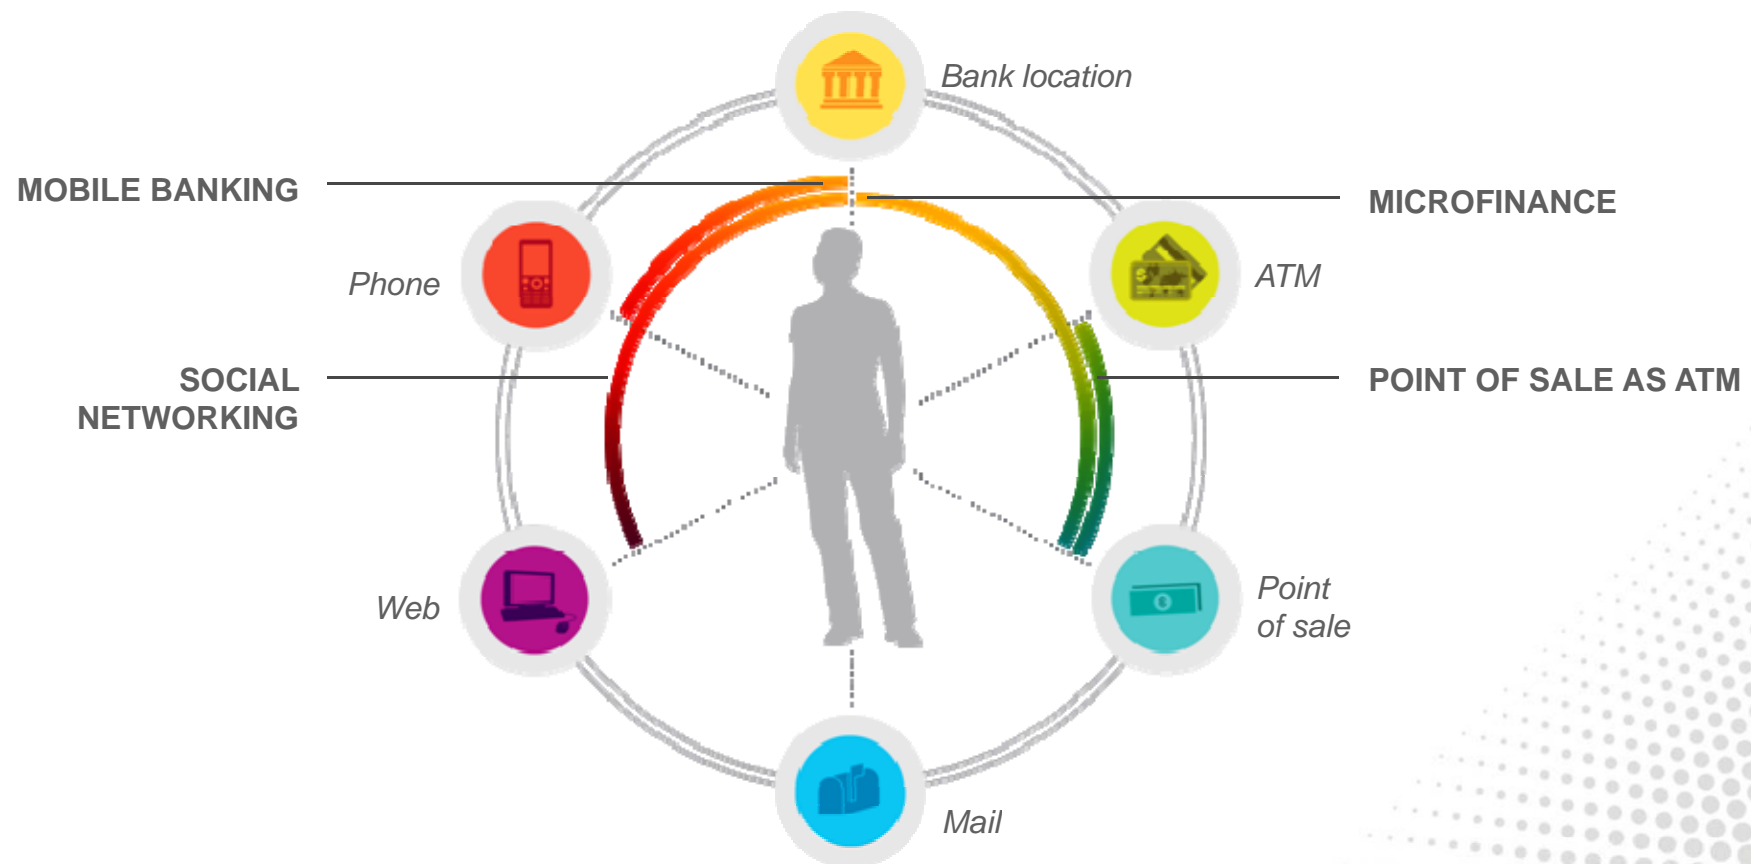 Bank location
MOBILE BANKING
MICROFINANCE
Phone
ATM
SOCIAL
NETWORKING
POINT OF SALE AS ATM
Web
Point
of sale
Mail